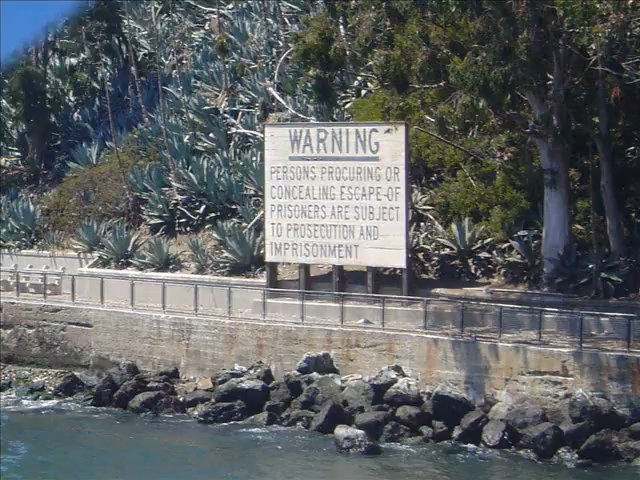 WARNING
PERSONS PROCURING OR
CONCEALING ESCAPE OF
PRISONERS ARE SUBJECT
TO PROSECUTION AND
IMPRISONMENT